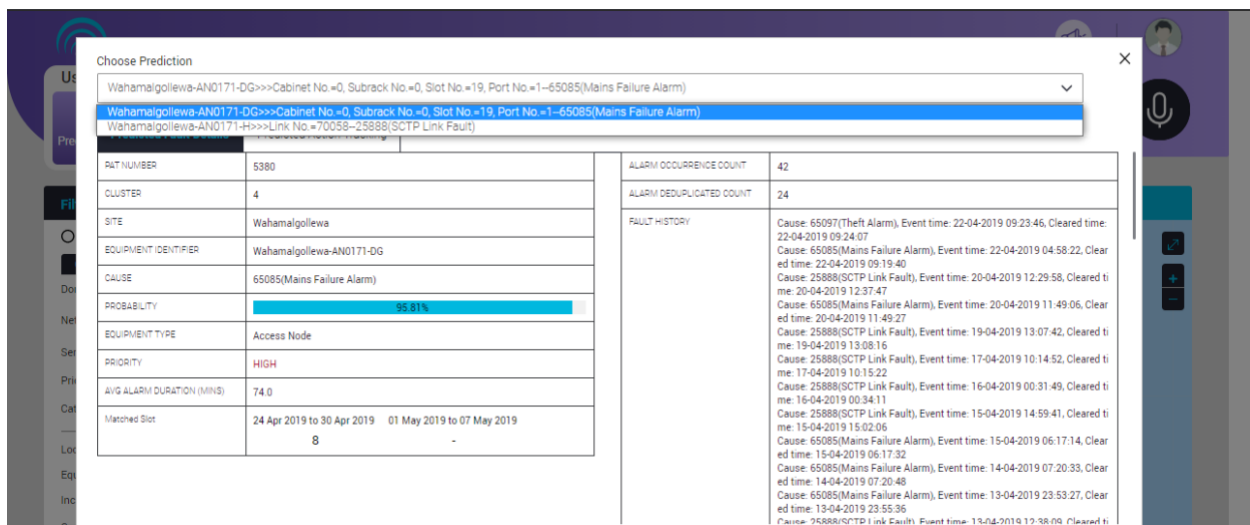 Choose Prediction
Wahamalgollewa-AN0171-DG>>>Cabinet No.=0, Subrack No.=0, Slot No.=19, Port No.=1--65085(Mains Failure Alarm)
Wahamalgollewa-AN0171-DG>>>Cabinet No.=0, Subrack No.=0, Slot No.=19, Port No.=1--65085(Mains Failure Alarm)
Wahamalgollewa-AN0171-H>>>Link No.=70058--25888(SCTP Link Fault)
PAT NUMBER 5380
CLUSTER 4
SITE Wahamalgollewa
EQUIPMENT IDENTIFIER Wahamalgollewa-AN0171-DG
CAUSE 65085(Mains Failure Alarm)
PROBABILITY 95.81%
EQUIPMENT TYPE Access Node
PRIORITY HIGH
AVG ALARM DURATION (MINS) 74.0
Matched Slot 24 Apr 2019 to 30 Apr 2019 01 May 2019 to 07 May 2019
8 -
ALARM OCCURRENCE COUNT 42
ALARM DEDUPLICATED COUNT 24
FAULT HISTORY Cause: 65097(Theft Alarm), Event time: 22-04-2019 09:23:46, Cleared time:
22-04-2019 09:24:07
Cause: 65085(Mains Failure Alarm), Event time: 22-04-2019 04:58:22, Clear
ed time: 22-04-2019 09:19:40
Cause: 25888(SCTP Link Fault), Event time: 20-04-2019 12:29:58, Cleared ti
me: 20-04-2019 12:37:47
Cause: 65085(Mains Failure Alarm), Event time: 20-04-2019 11:49:06, Clear
ed time: 20-04-2019 11:49:27
Cause: 25888(SCTP Link Fault), Event time: 19-04-2019 13:07:42, Cleared ti
me: 19-04-2019 13:08:16
Cause: 25888(SCTP Link Fault), Event time: 17-04-2019 10:14:52, Cleared ti
me: 17-04-2019 10:15:22
Cause: 25888(SCTP Link Fault), Event time: 16-04-2019 00:31:49, Cleared ti
me: 16-04-2019 00:34:11
Cause: 25888(SCTP Link Fault), Event time: 15-04-2019 14:59:41, Cleared ti
me: 15-04-2019 15:02:06
Cause: 65085(Mains Failure Alarm), Event time: 15-04-2019 06:17:14, Clear
ed time: 15-04-2019 06:17:32
Cause: 65085(Mains Failure Alarm), Event time: 14-04-2019 07:20:33, Clear
ed time: 14-04-2019 07:20:48
Cause: 65085(Mains Failure Alarm), Event time: 13-04-2019 23:53:27, Clear
ed time: 13-04-2019 23:55:36
Cause: 25888(SCTP Link Fault), Event time: 13-04-2019 12:38:09, Cleared ti